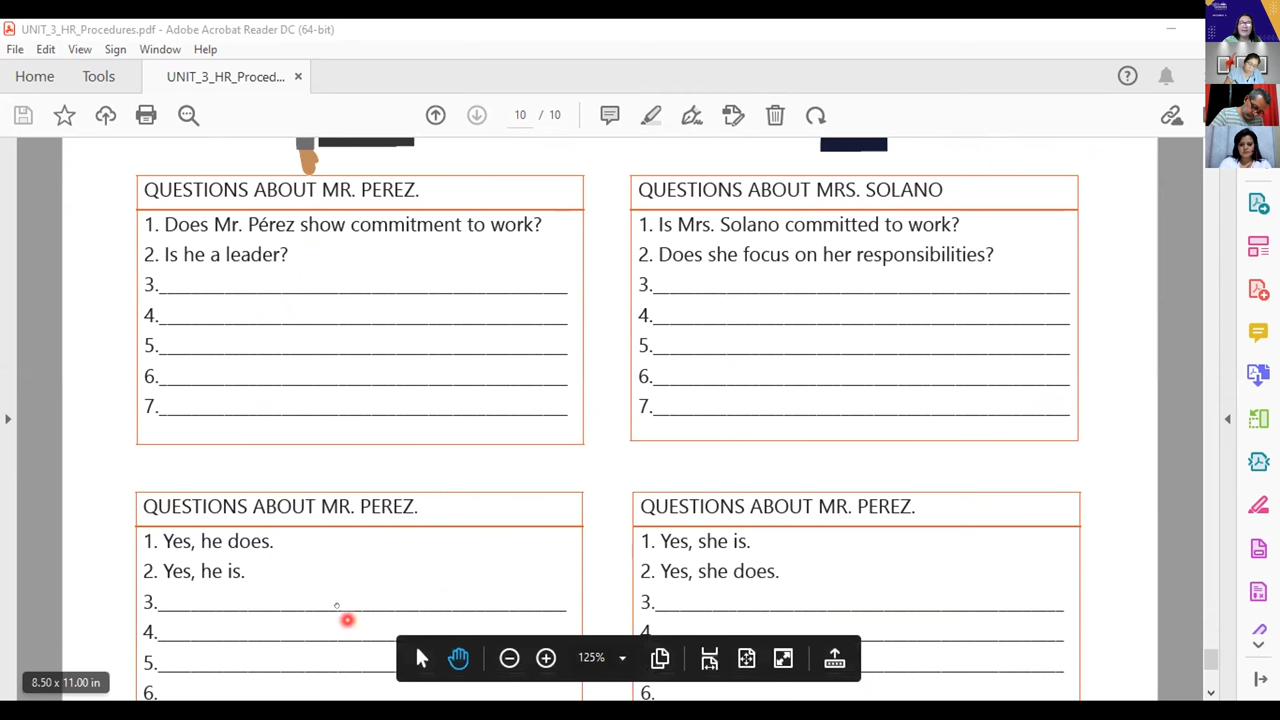 UNIT_3_HR_Procedures.pdf - Adobe Acrobat Reader DC (64-bit)
File Edit View Sign Window Help
Home Tools UNIT_3_HR_Proced... ×
10 / 10
QUESTIONS ABOUT MR. PEREZ.
1. Does Mr. Pérez show commitment to work?
2. Is he a leader?
3.
4.
5.
6.
7.
QUESTIONS ABOUT MRS. SOLANO
1. Is Mrs. Solano committed to work?
2. Does she focus on her responsibilities?
3.
4.
5.
6.
7.
QUESTIONS ABOUT MR. PEREZ.
1. Yes, he does.
2. Yes, he is.
3.
4.
5.
6.
QUESTIONS ABOUT MR. PEREZ.
1. Yes, she is.
2. Yes, she does.
3.
4.
6.
125%
8.50 x 11.00 in